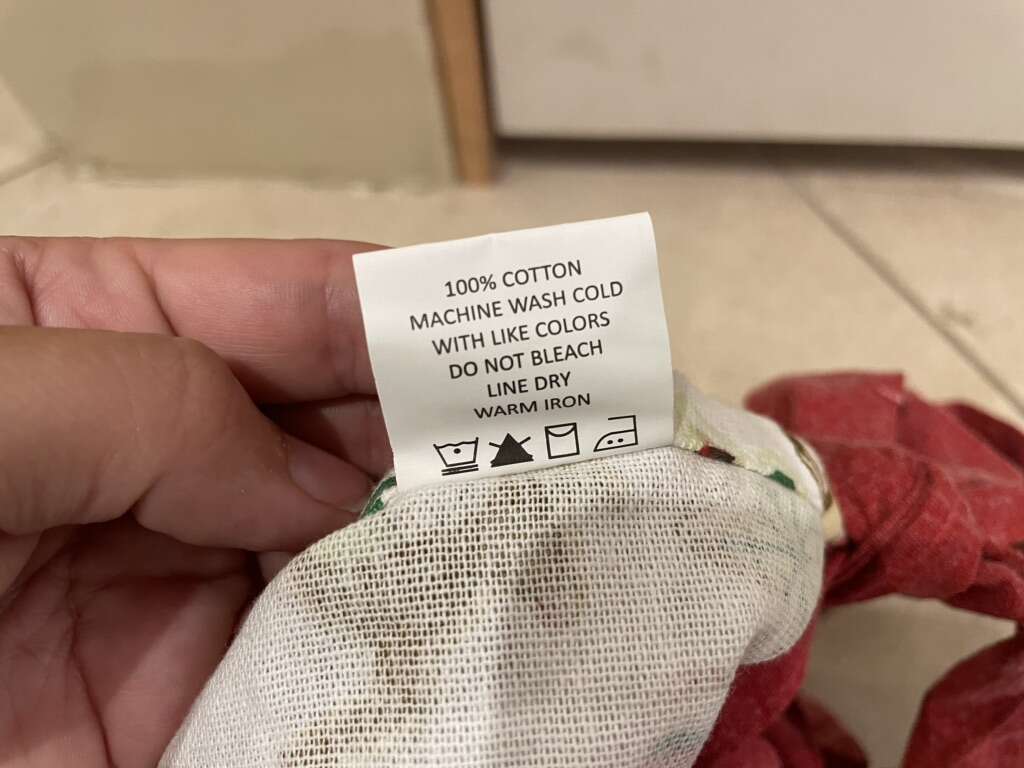 100% COTTON
MACHINE WASH COLD
WITH LIKE COLORS
DO NOT BLEACH
LINE DRY
WARM IRON